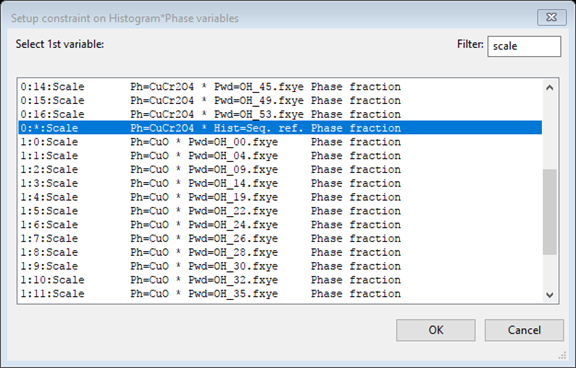 Setup constraint on Histogram*Phase variables
Select 1st variable:
Filter: scale
0:14:Scale Ph=CuCr2O4 * Pwd=OH_45.fxye Phase fraction
0:15:Scale Ph=CuCr2O4 * Pwd=OH_49.fxye Phase fraction
0:16:Scale Ph=CuCr2O4 * Pwd=OH_53.fxye Phase fraction
0:*:Scale Ph=CuCr2O4 * Hist=Seq. ref. Phase fraction
1:0:Scale Ph=CuO * Pwd=OH_00.fxye Phase fraction
1:1:Scale Ph=CuO * Pwd=OH_04.fxye Phase fraction
1:2:Scale Ph=CuO * Pwd=OH_09.fxye Phase fraction
1:3:Scale Ph=CuO * Pwd=OH_14.fxye Phase fraction
1:4:Scale Ph=CuO * Pwd=OH_19.fxye Phase fraction
1:5:Scale Ph=CuO * Pwd=OH_22.fxye Phase fraction
1:6:Scale Ph=CuO * Pwd=OH_24.fxye Phase fraction
1:7:Scale Ph=CuO * Pwd=OH_26.fxye Phase fraction
1:8:Scale Ph=CuO * Pwd=OH_28.fxye Phase fraction
1:9:Scale Ph=CuO * Pwd=OH_30.fxye Phase fraction
1:10:Scale Ph=CuO * Pwd=OH_32.fxye Phase fraction
1:11:Scale Ph=CuO * Pwd=OH_35.fxye Phase fraction
OK Cancel